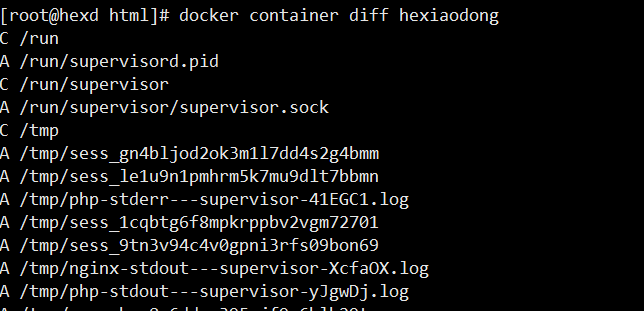 [root@hexd html]# docker container diff hexiaodong
C /run
A /run/supervisord.pid
C /run/supervisor
A /run/supervisor/supervisor.sock
C /tmp
A /tmp/sess_gn4bljod2ok3m1l7dd4s2g4bmm
A /tmp/sess_le1u9n1pmhrm5k7mu9dlt7bbmn
A /tmp/php-stderr---supervisor-41EGC1.log
A /tmp/sess_1cqbtg6f8mpkrppbv2vgm72701
A /tmp/sess_9tn3v94c4v0gpni3rfs09bon69
A /tmp/nginx-stdout---supervisor-XcfaOX.log
A /tmp/php-stdout---supervisor-yJgwDj.log